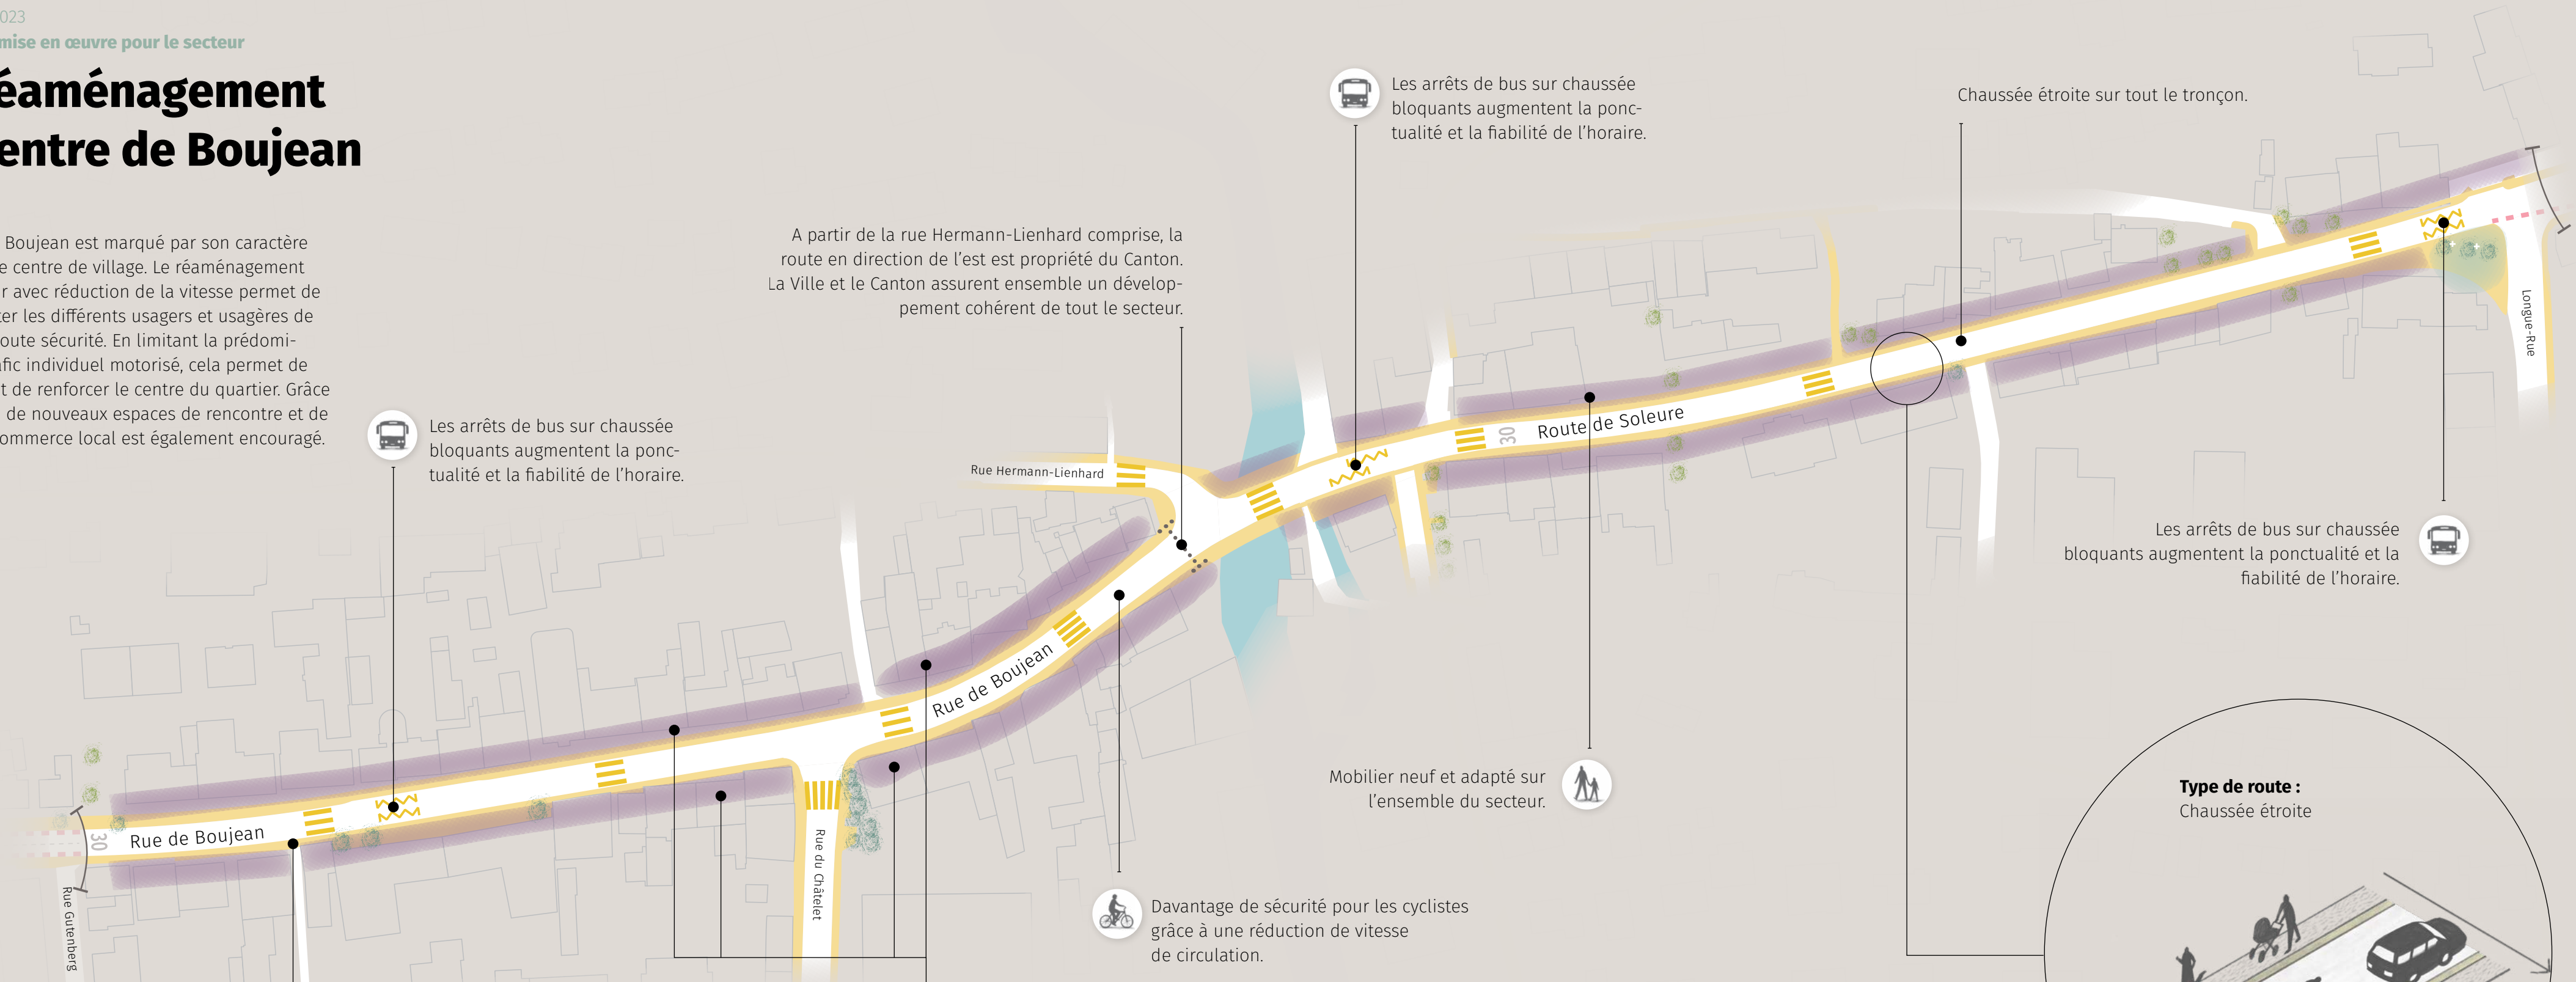 023
mise en œuvre pour le secteur
éaménagement
entre de Boujean
Boujean est marqué par son caractère
e centre de village. Le réaménagement
r avec réduction de la vitesse permet de
ter les différents usagers et usagères de
oute sécurité. En limitant la prédomi-
afic individuel motorisé, cela permet de
t de renforcer le centre du quartier. Grâce
de nouveaux espaces de rencontre et de
ommerce local est également encouragé.
Les arrêts de bus sur chaussée
bloquants augmentent la ponc-
tualité et la fiabilité de l’horaire.
A partir de la rue Hermann-Lienhard comprise, la
route en direction de l’est est propriété du Canton.
La Ville et le Canton assurent ensemble un dévelop-
pement cohérent de tout le secteur.
Les arrêts de bus sur chaussée
bloquants augmentent la ponc-
tualité et la fiabilité de l’horaire.
Chaussée étroite sur tout le tronçon.
Longue-Rue
Route de Soleure
30
Rue Hermann-Lienhard
Les arrêts de bus sur chaussée
bloquants augmentent la ponctualité et la
fiabilité de l’horaire.
Rue de Boujean
Rue de Boujean
30
Rue du Châtelet
Rue Gutenberg
Mobilier neuf et adapté sur
l’ensemble du secteur.
Davantage de sécurité pour les cyclistes
grâce à une réduction de vitesse
de circulation.
Type de route :
Chaussée étroite